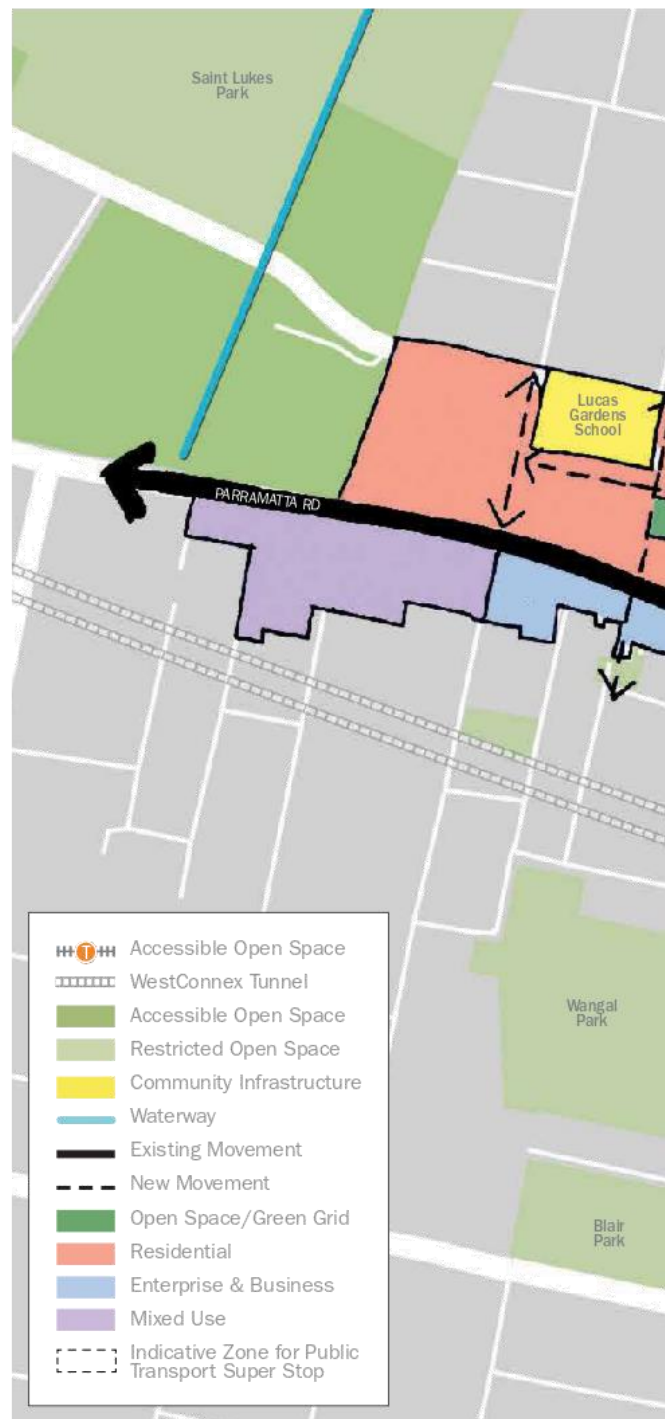 Saint Lukes
Park
Lucas
Gardens
School
PARRAMATTA RD
Wangal
Park
Blair
Park
T
Accessible Open Space
WestConnex Tunnel
Accessible Open Space
Restricted Open Space
Community Infrastructure
Waterway
Existing Movement
New Movement
Open Space/Green Grid
Residential
Enterprise & Business
Mixed Use
Indicative Zone for Public
Transport Super Stop